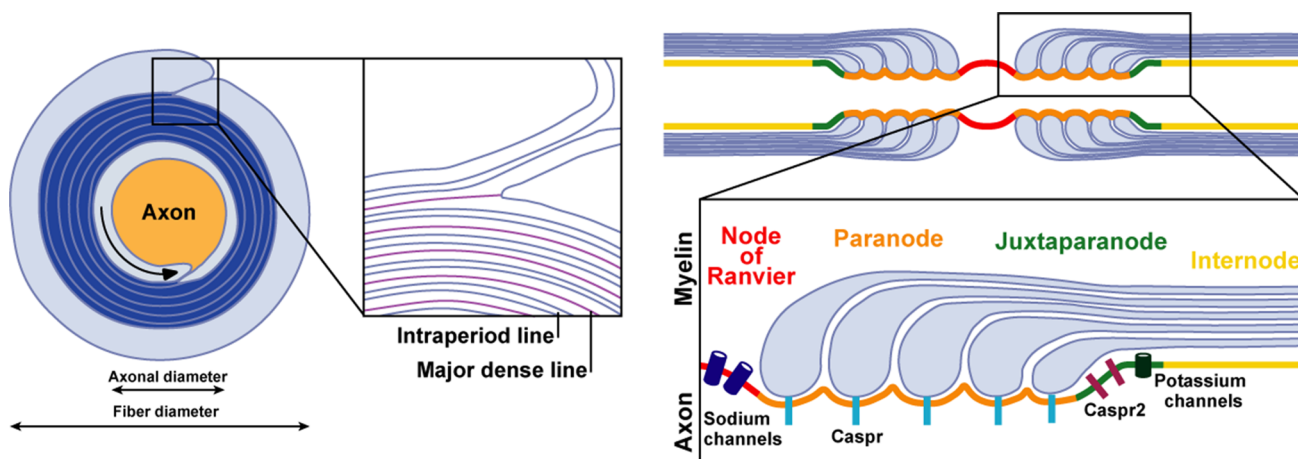 Axon
Intraperiod line
Major dense line
Axonal diameter
Fiber diameter
Myelin
Axon
Node
of
Ranvier
Paranode
Juxtaparanode
Internode
Sodium
channels
Caspr
Caspr2
Potassium
channels